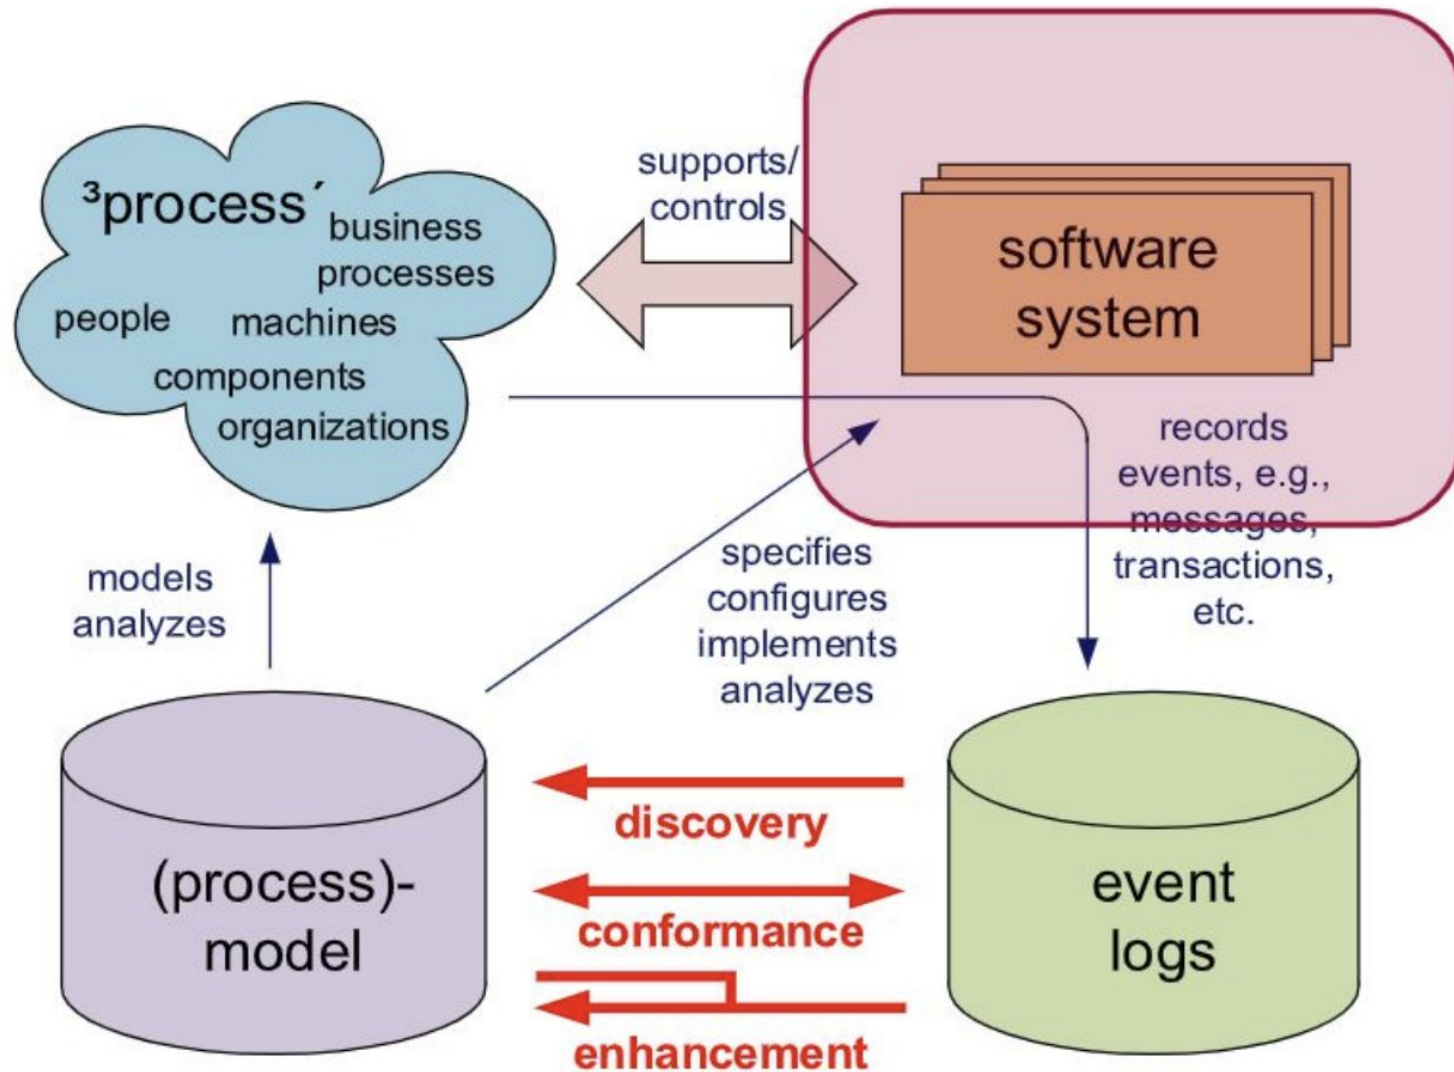 ³process´
business
processes
people
machines
components
organizations
supports/
controls
software
system
records
events, e.g.,
messages,
transactions,
etc.
models
analyzes
specifies
configures
implements
analyzes
(process)-
model
discovery
conformance
enhancement
event
logs